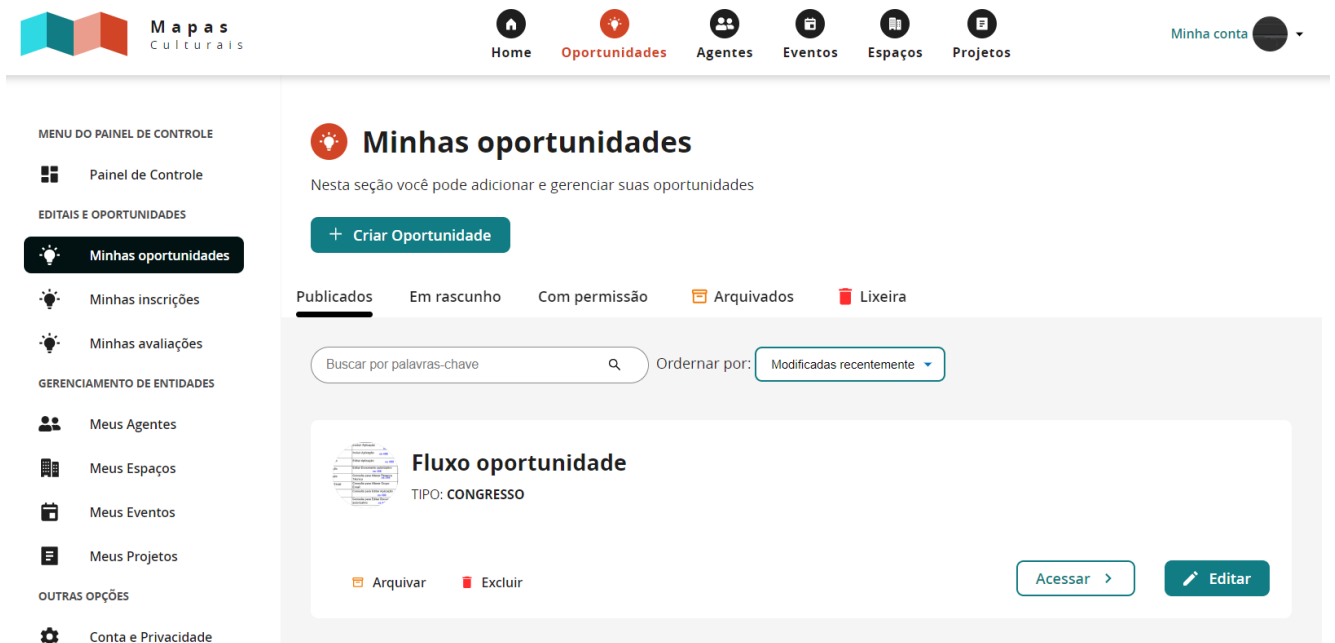 Mapas
Culturais
Home
Oportunidades
Agentes
Eventos
Espaços
Projetos
Minha conta
MENU DO PAINEL DE CONTROLE
Painel de Controle
EDITAIS E OPORTUNIDADES
Minhas oportunidades
Minhas inscrições
Minhas avaliações
GERENCIAMENTO DE ENTIDADES
Meus Agentes
Meus Espaços
Meus Eventos
Meus Projetos
OUTRAS OPÇÕES
Conta e Privacidade
Minhas oportunidades
Nesta seção você pode adicionar e gerenciar suas oportunidades
+ Criar Oportunidade
Publicados
Em rascunho
Com permissão
Arquivados
Lixeira
Buscar por palavras-chave
Ordernar por:
Modificadas recentemente
Fluxo oportunidade
TIPO: CONGRESSO
Arquivar
Excluir
Acessar
Editar